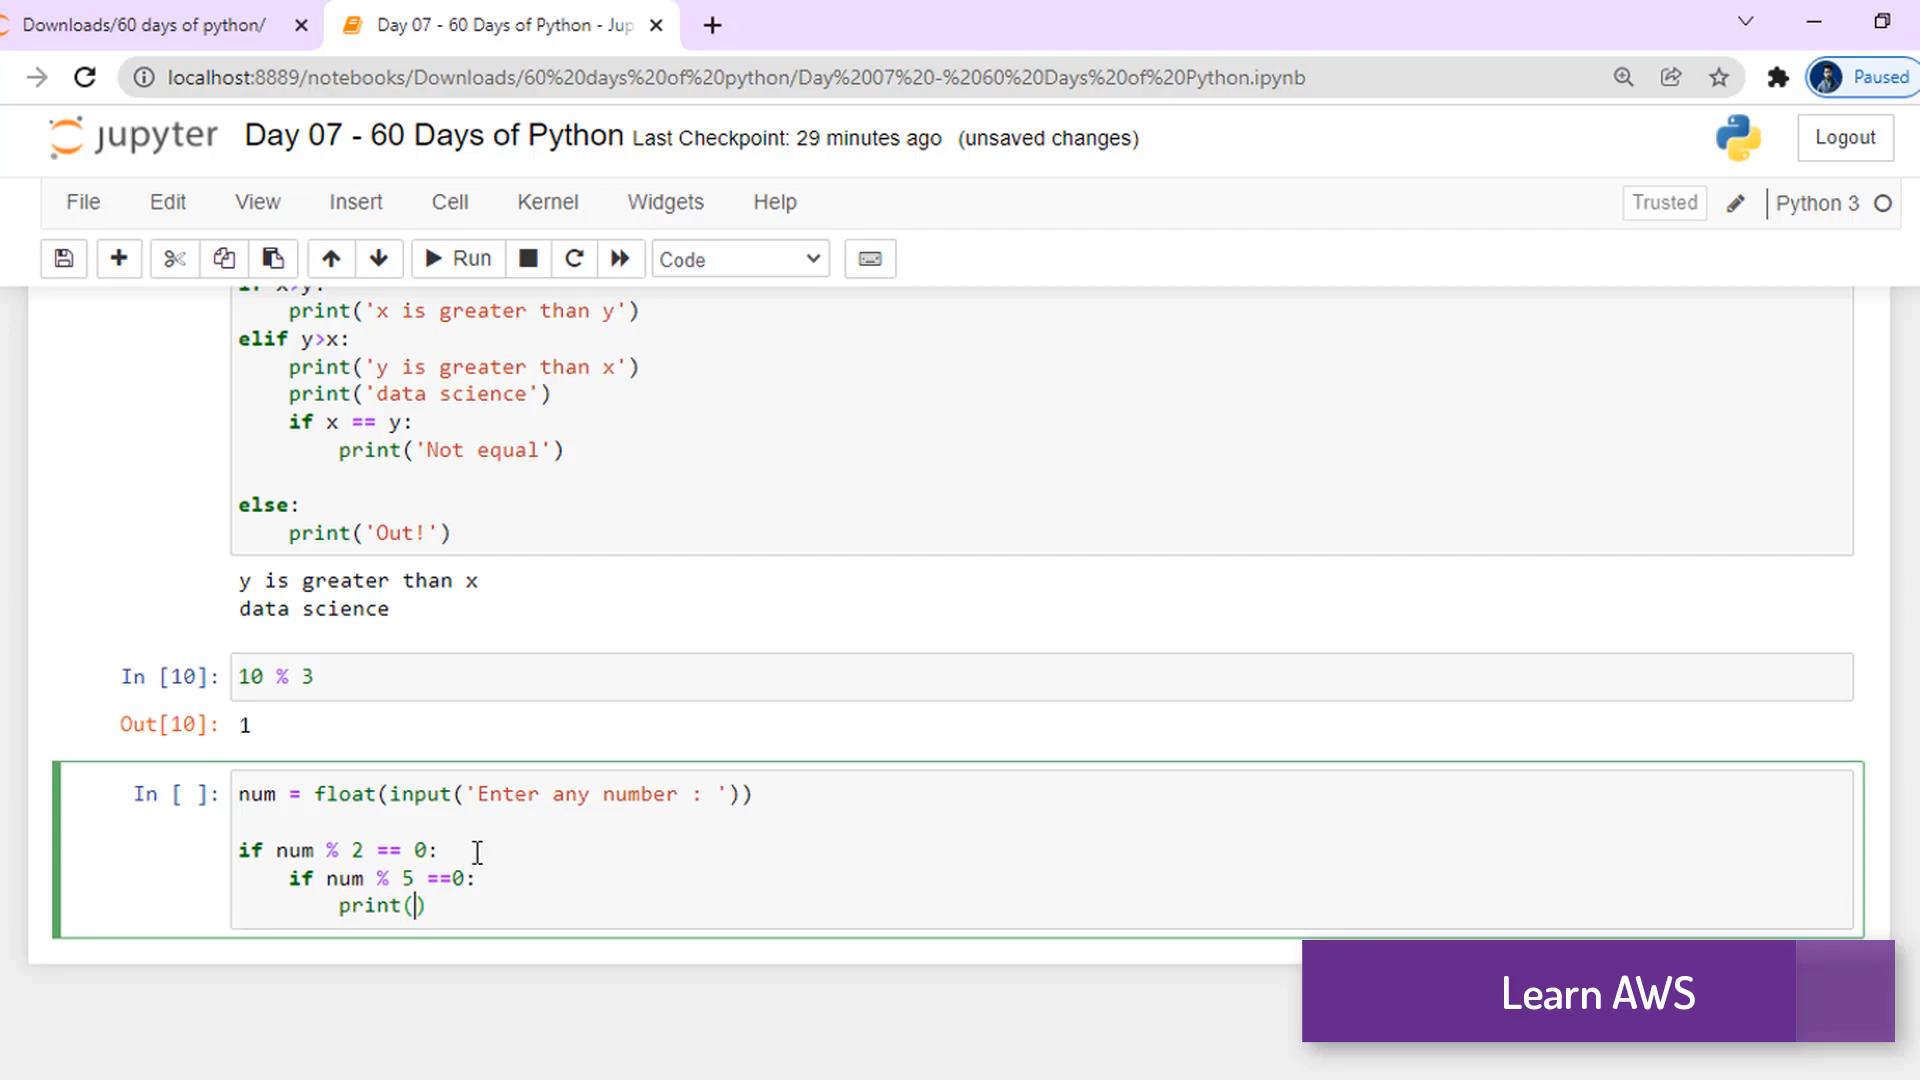 Downloads/60 days of python/
Day 07 - 60 Days of Python - Jup
localhost:8889/notebooks/Downloads/60%20days%20of%20python/Day%2007%20-%2060%20Days%20of%20Python.ipynb
Paused
jupyter Day 07 - 60 Days of Python Last Checkpoint: 29 minutes ago (unsaved changes)
Logout
File Edit View Insert Cell Kernel Widgets Help
Trusted
Python 3
Run
Code
if x>y:
print('x is greater than y')
elif y>x:
print('y is greater than x')
print('data science')
if x == y:
print('Not equal')
else:
print('Out!')
y is greater than x
data science
In [10]: 10 % 3
Out[10]: 1
In [ ]: num = float(input('Enter any number : '))
if num % 2 == 0:
if num % 5 ==0:
print()
Learn AWS